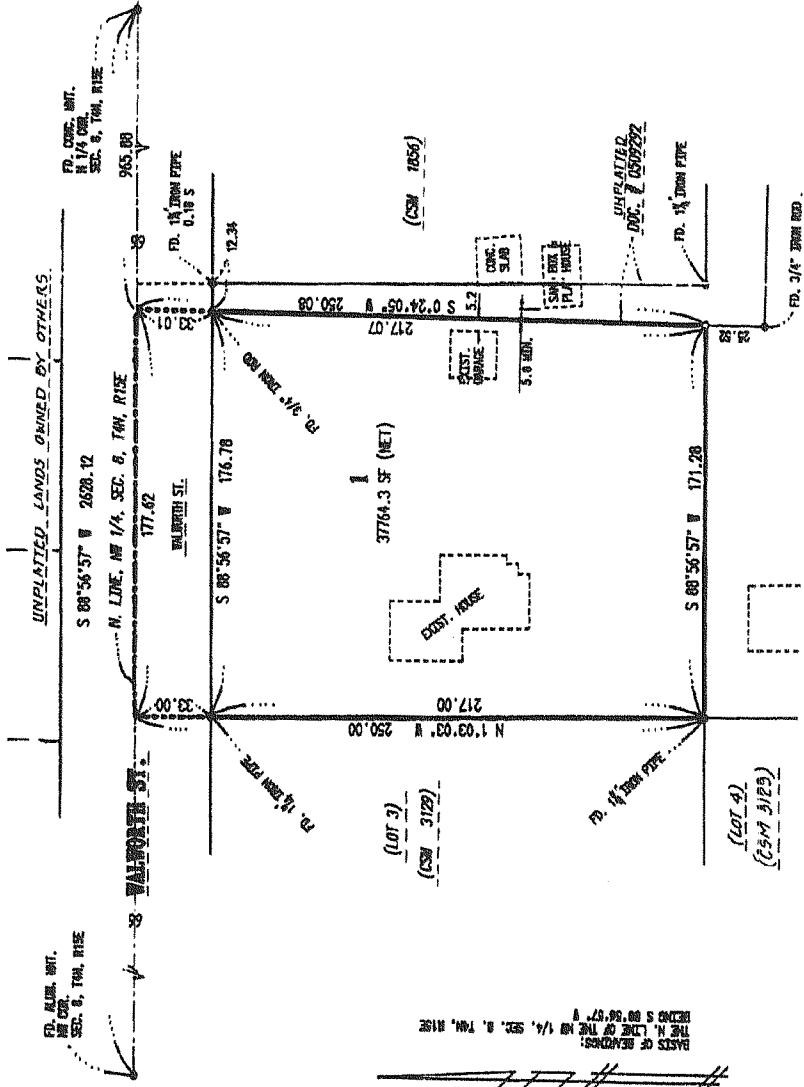 UNPLATTED LANDS OWNED BY OTHERS
FD. CONC. MNT.
N 1/4 COR.
SEC. 8, T4N, R15E
965.88
66
S 88°56'57" W 2628.12
N. LINE, NW 1/4, SEC. 8, T4N, R15E
177.62
WALWORTH ST.
FD. ALUM. MNT.
NW COR.
SEC. 8, T4N, R15E
66
WALWORTH ST.
33.00
33.01
FD. 1¼" IRON PIPE
0.18 S
12.34
S 88°56'57" W 176.78
FD. 3/4" IRON ROD
FD. 1¼" IRON PIPE
1
37764.3 SF (NET)
N 1°03'03" W 250.00
217.00
S 0°24'05" W 250.08
217.07
(CSM 1856)
EXIST. HOUSE
EXIST. GARAGE
5.2
CONC.
SLAB
5.8 MIN.
SAND BOX &
PLAY HOUSE
UNPLATTED
DOC. # 0509292
FD. 1¼" IRON PIPE
(LOT 3)
(CSM 3129)
FD. 1¼" IRON PIPE
S 88°56'57" W 171.28
(LOT 4)
(CSM 3129)
FD. 3/4" IRON ROD
BASIS OF BEARINGS:
THE N. LINE OF THE NW 1/4, SEC. 8, T4N, R15E
BEING S 88°56'57" W